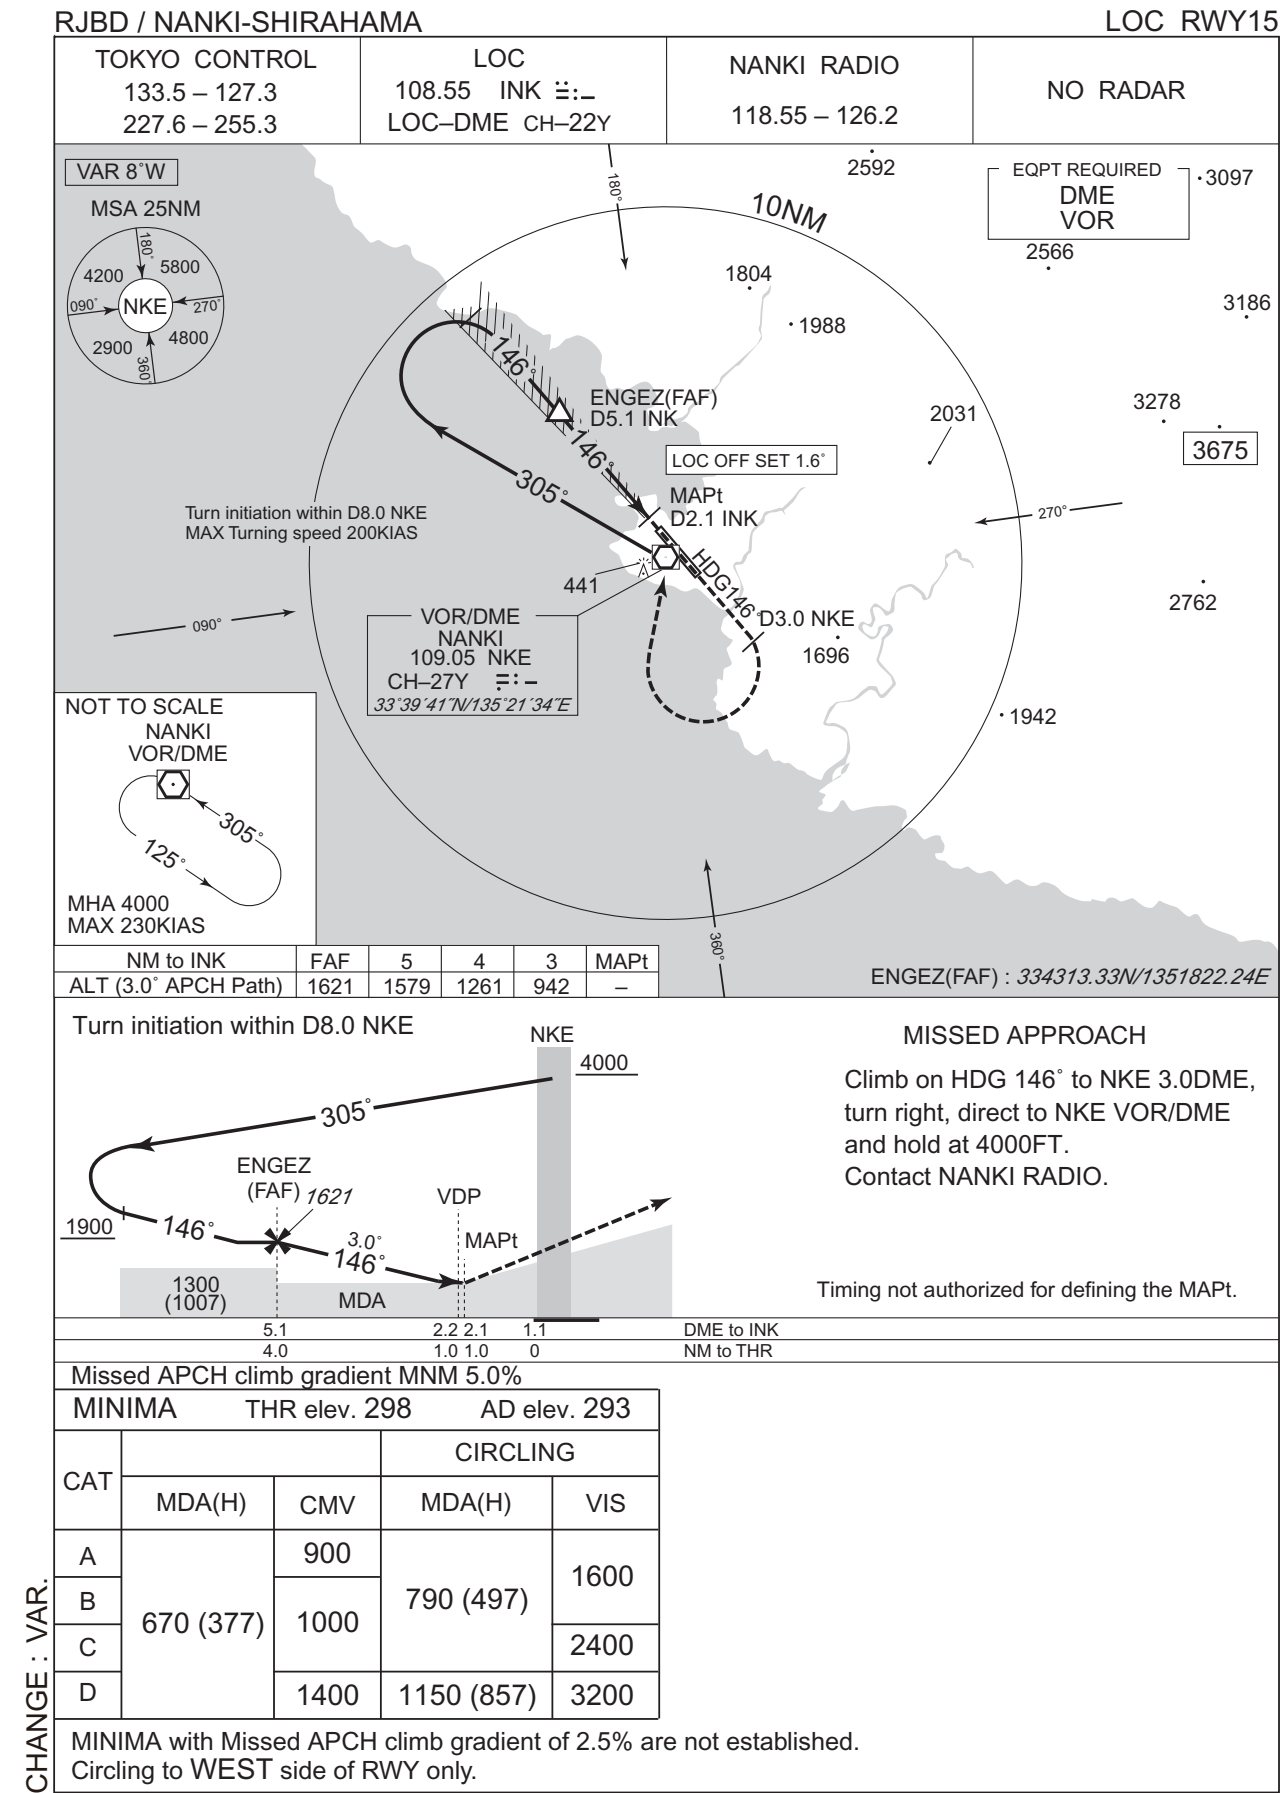 RJBD / NANKI-SHIRAHAMA
LOC RWY15
TOKYO CONTROL
133.5 – 127.3
227.6 – 255.3
LOC
108.55 INK
LOC–DME CH–22Y
NANKI RADIO
118.55 – 126.2
NO RADAR
VAR 8°W
MSA 25NM
180°
4200
5800
090°
NKE
270°
2900
4800
360°
180°
10NM
2592
EQPT REQUIRED
DME
VOR
3097
2566
1804
1988
3186
146°
ENGEZ(FAF)
D5.1 INK
2031
3278
3675
146°
LOC OFF SET 1.6°
305°
MAPt
D2.1 INK
Turn initiation within D8.0 NKE
MAX Turning speed 200KIAS
270°
HDG146°
441
2762
090°
VOR/DME
NANKI
109.05 NKE
CH–27Y
33°39′41″N/135°21′34″E
D3.0 NKE
1696
1942
NOT TO SCALE
NANKI
VOR/DME
305°
125°
MHA 4000
MAX 230KIAS
360°
NM to INK FAF 5 4 3 MAPt
ALT (3.0° APCH Path) 1621 1579 1261 942 –
ENGEZ(FAF) : 334313.33N/1351822.24E
Turn initiation within D8.0 NKE
NKE
4000
305°
ENGEZ
(FAF) 1621
VDP
1900
146°
3.0°
146°
MAPt
1300
(1007)
MDA
MISSED APPROACH
Climb on HDG 146° to NKE 3.0DME,
turn right, direct to NKE VOR/DME
and hold at 4000FT.
Contact NANKI RADIO.
Timing not authorized for defining the MAPt.
5.1 2.2 2.1 1.1 DME to INK
4.0 1.0 1.0 0 NM to THR
Missed APCH climb gradient MNM 5.0%
MINIMA THR elev. 298 AD elev. 293
CAT
CIRCLING
MDA(H) CMV MDA(H) VIS
A
B
C
D
670 (377)
900
1000
1400
790 (497)
1150 (857)
1600
2400
3200
MINIMA with Missed APCH climb gradient of 2.5% are not established.
Circling to WEST side of RWY only.
CHANGE : VAR.